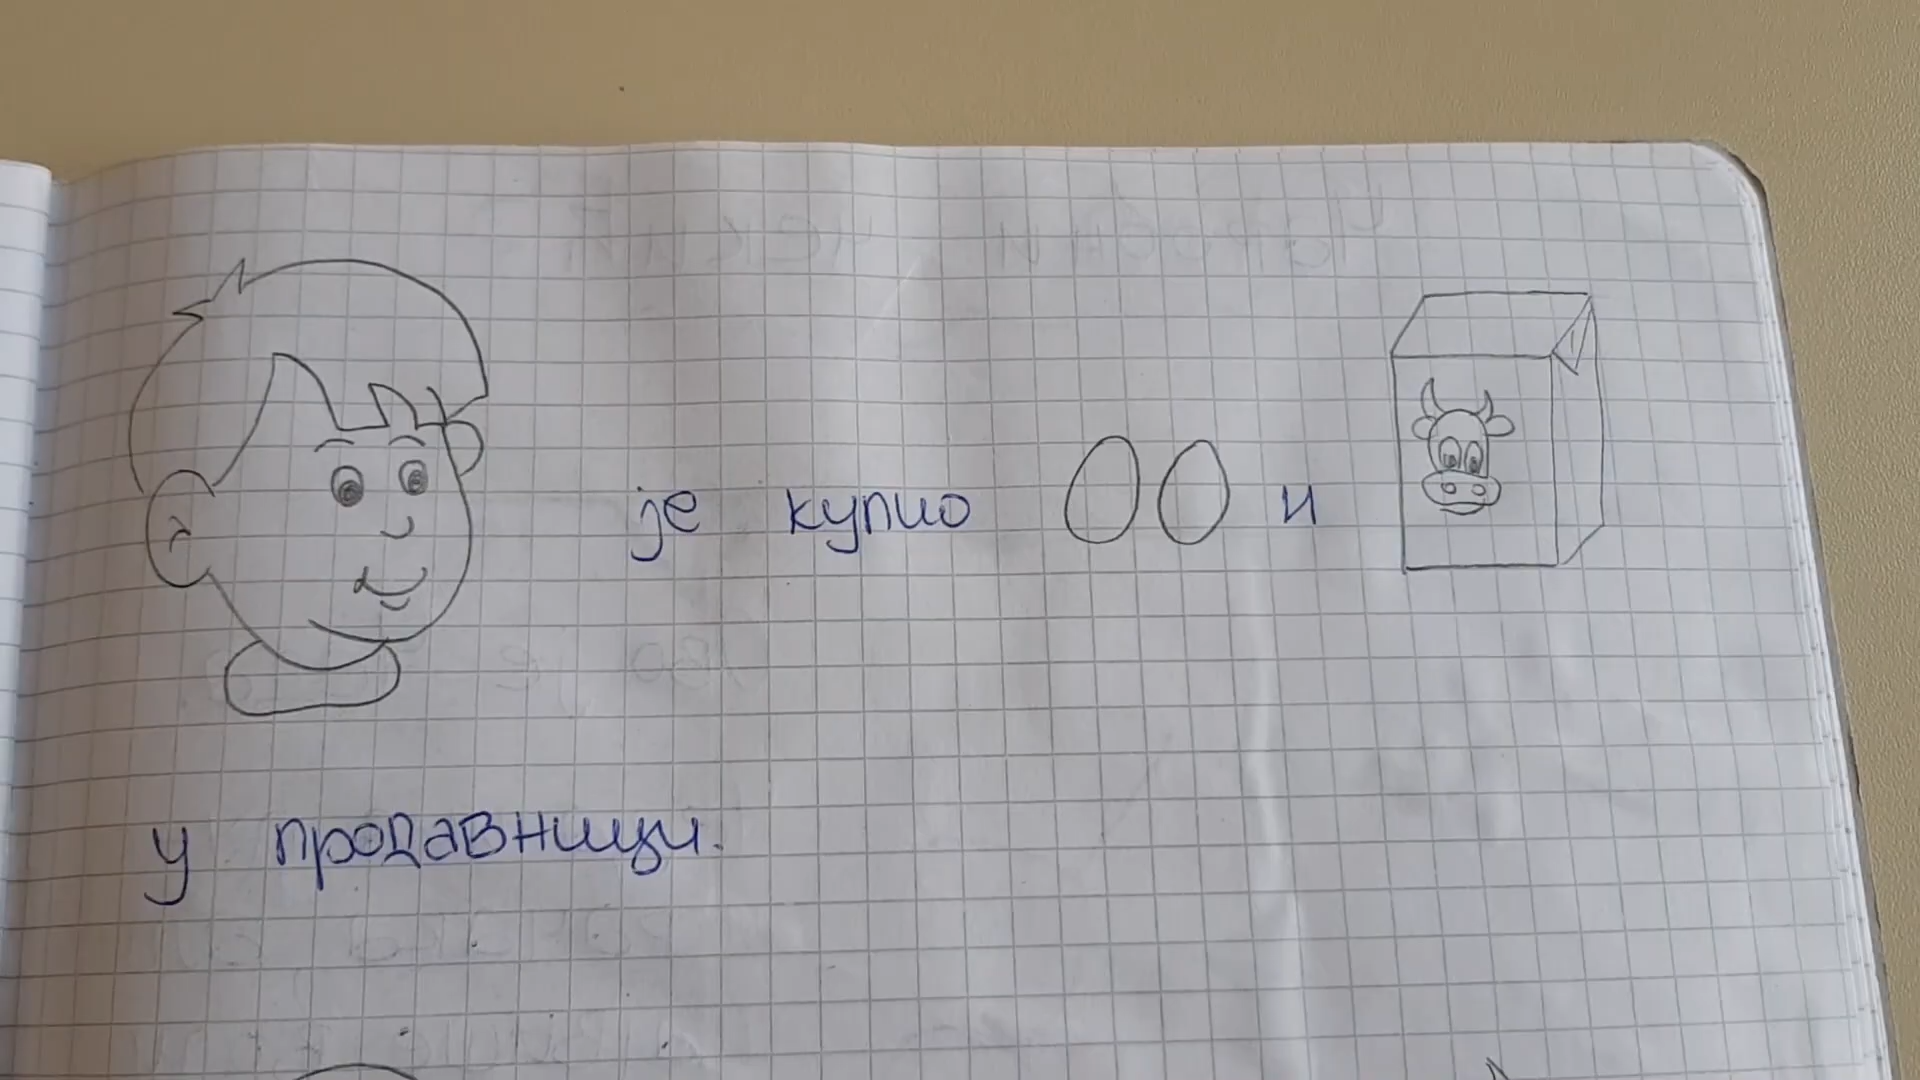 је купио и
у продавници.